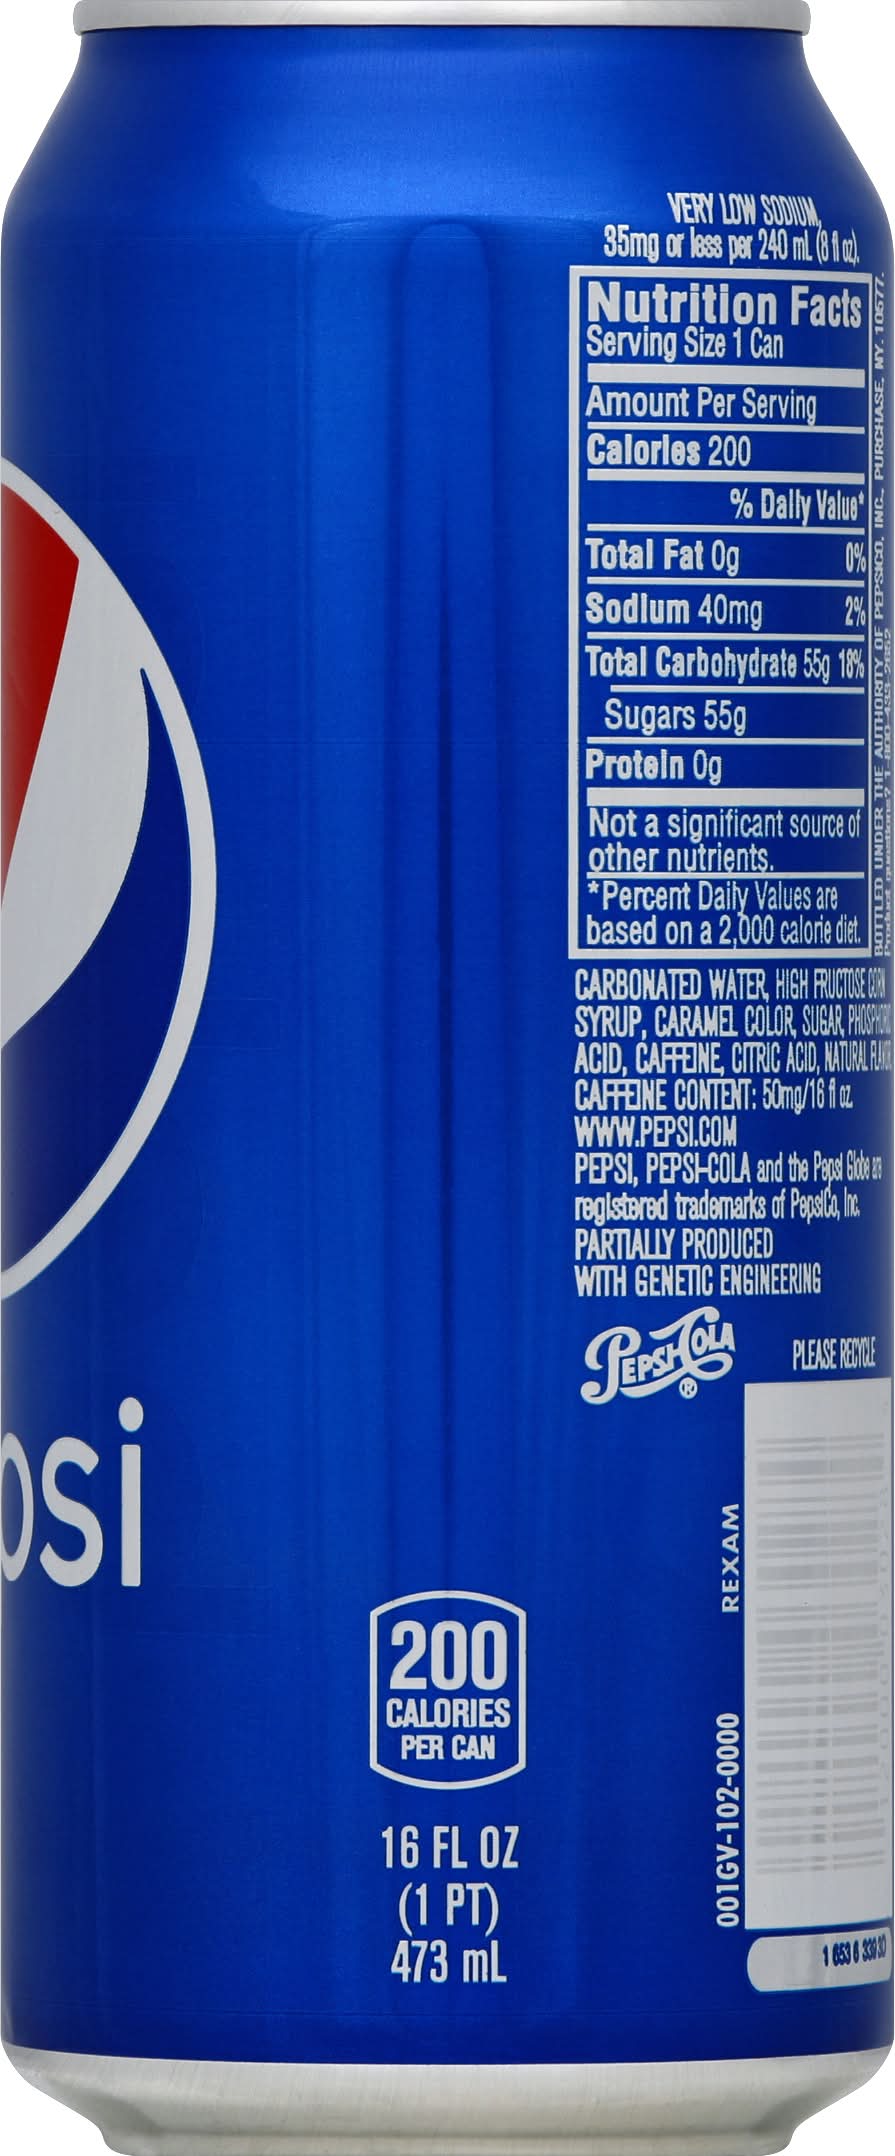 VERY LOW SODIUM,
35mg or less per 240 mL (8 fl oz).
Nutrition Facts
Serving Size 1 Can
Amount Per Serving
Calories 200
% Daily Value*
Total Fat 0g 0%
Sodium 40mg 2%
Total Carbohydrate 55g 18%
Sugars 55g
Protein 0g
Not a significant source of
other nutrients.
*Percent Daily Values are
based on a 2,000 calorie diet.
BOTTLED UNDER THE AUTHORITY OF PEPSICO, INC., PURCHASE, NY. 10577.
CARBONATED WATER, HIGH FRUCTOSE CORN
SYRUP, CARAMEL COLOR, SUGAR, PHOSPHORIC
ACID, CAFFEINE, CITRIC ACID, NATURAL
CAFFEINE CONTENT: 50mg/16 fl oz
WWW.PEPSI.COM
PEPSI, PEPSI-COLA and the Pepsi Globe are
registered trademarks of PepsiCo, Inc.
PARTIALLY PRODUCED
WITH GENETIC ENGINEERING
PEPSI-COLA ®
PLEASE RECYCLE
REXAM
001GV-102-0000
psi
200
CALORIES
PER CAN
16 FL OZ
(1 PT)
473 mL